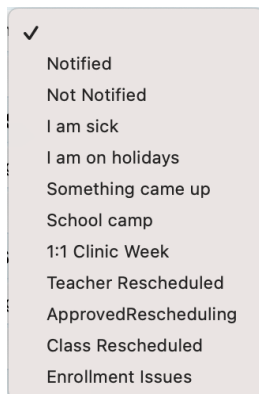 Notified
Not Notified
I am sick
I am on holidays
Something came up
School camp
1:1 Clinic Week
Teacher Rescheduled
ApprovedRescheduling
Class Rescheduled
Enrollment Issues